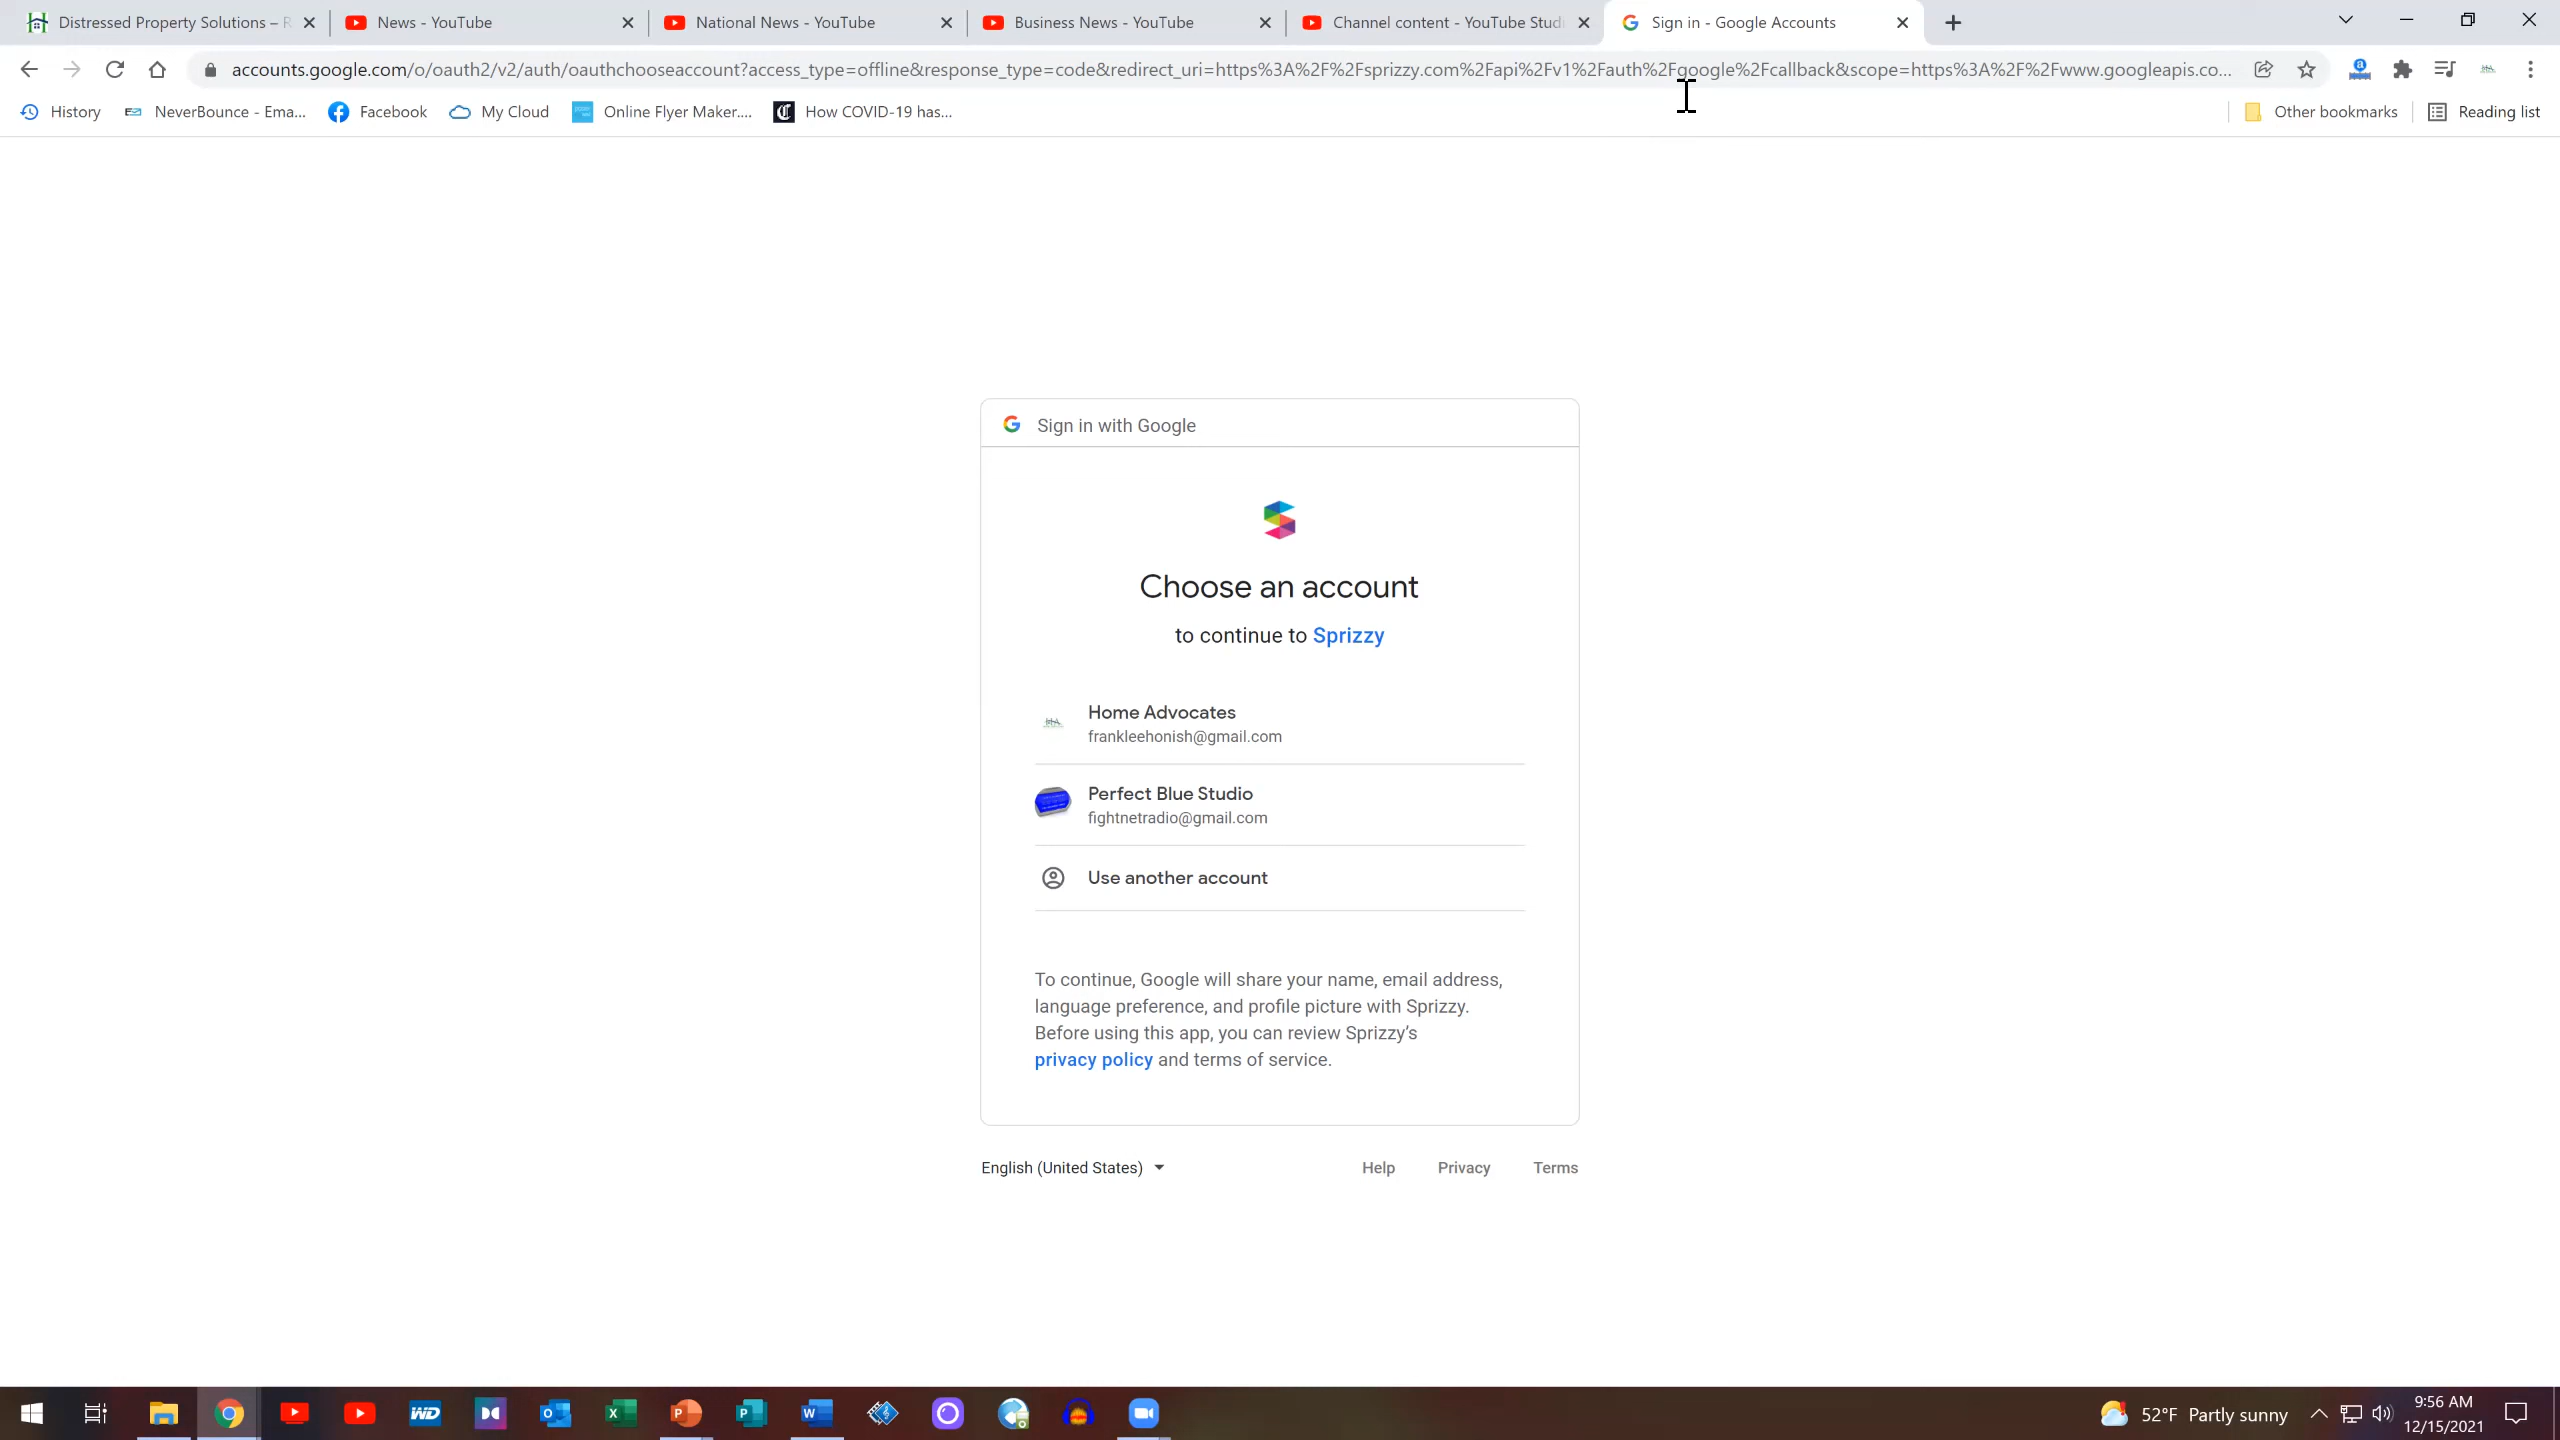 Distressed Property Solutions – R
News - YouTube
National News - YouTube
Business News - YouTube
Channel content - YouTube Studi
Sign in - Google Accounts
accounts.google.com/o/oauth2/v2/auth/oauthchooseaccount?access_type=offline&response_type=code&redirect_uri=https%3A%2F%2Fsprizzy.com%2Fapi%2Fv1%2Fauth%2Fgoogle%2Fcallback&scope=https%3A%2F%2Fwww.googleapis.co...
History
NeverBounce - Ema...
Facebook
My Cloud
Online Flyer Maker....
How COVID-19 has...
Other bookmarks
Reading list
Sign in with Google
Choose an account
to continue to Sprizzy
Home Advocates
frankleehonish@gmail.com
Perfect Blue Studio
fightnetradio@gmail.com
Use another account
To continue, Google will share your name, email address,
language preference, and profile picture with Sprizzy.
Before using this app, you can review Sprizzy's
privacy policy and terms of service.
English (United States)
Help
Privacy
Terms
52°F Partly sunny
9:56 AM
12/15/2021